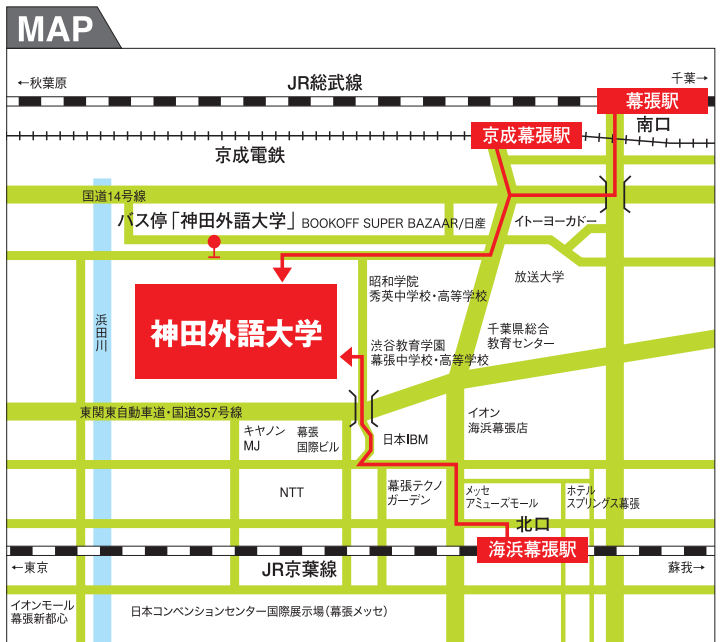 MAP
←秋葉原
JR総武線
千葉→
幕張駅
南口
京成幕張駅
京成電鉄
国道14号線
バス停「神田外語大学」
BOOKOFF SUPER BAZAAR/日産
イトーヨーカドー
放送大学
昭和学院
秀英中学校・高等学校
浜田川
神田外語大学
千葉県総合
教育センター
渋谷教育学園
幕張中学校・高等学校
東関東自動車道・国道357号線
イオン
海浜幕張店
キヤノン
MJ
幕張
国際ビル
日本IBM
NTT
幕張テクノ
ガーデン
メッセ
アミューズモール
ホテル
スプリングス幕張
北口
海浜幕張駅
←東京
JR京葉線
蘇我→
イオンモール
幕張新都心
日本コンベンションセンター国際展示場（幕張メッセ）